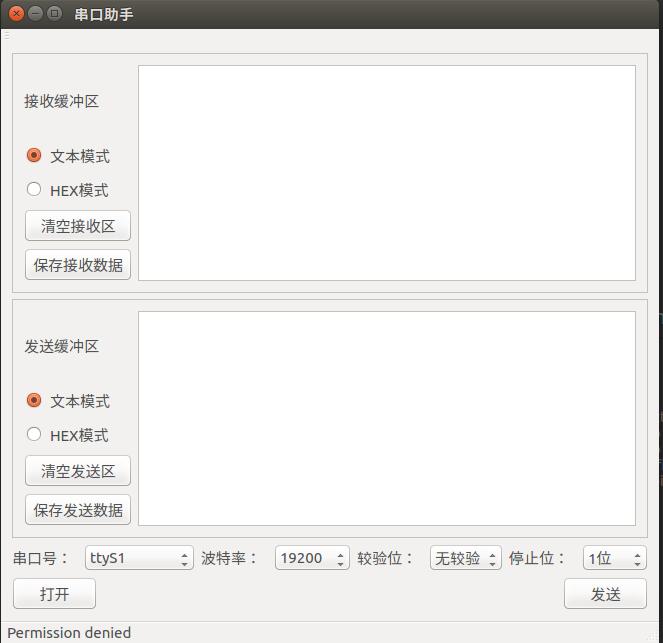 串口助手
接收缓冲区
文本模式
HEX模式
清空接收区
保存接收数据
发送缓冲区
文本模式
HEX模式
清空发送区
保存发送数据
串口号： ttyS1 波特率： 19200 较验位： 无较验 停止位： 1位
打开 发送
Permission denied